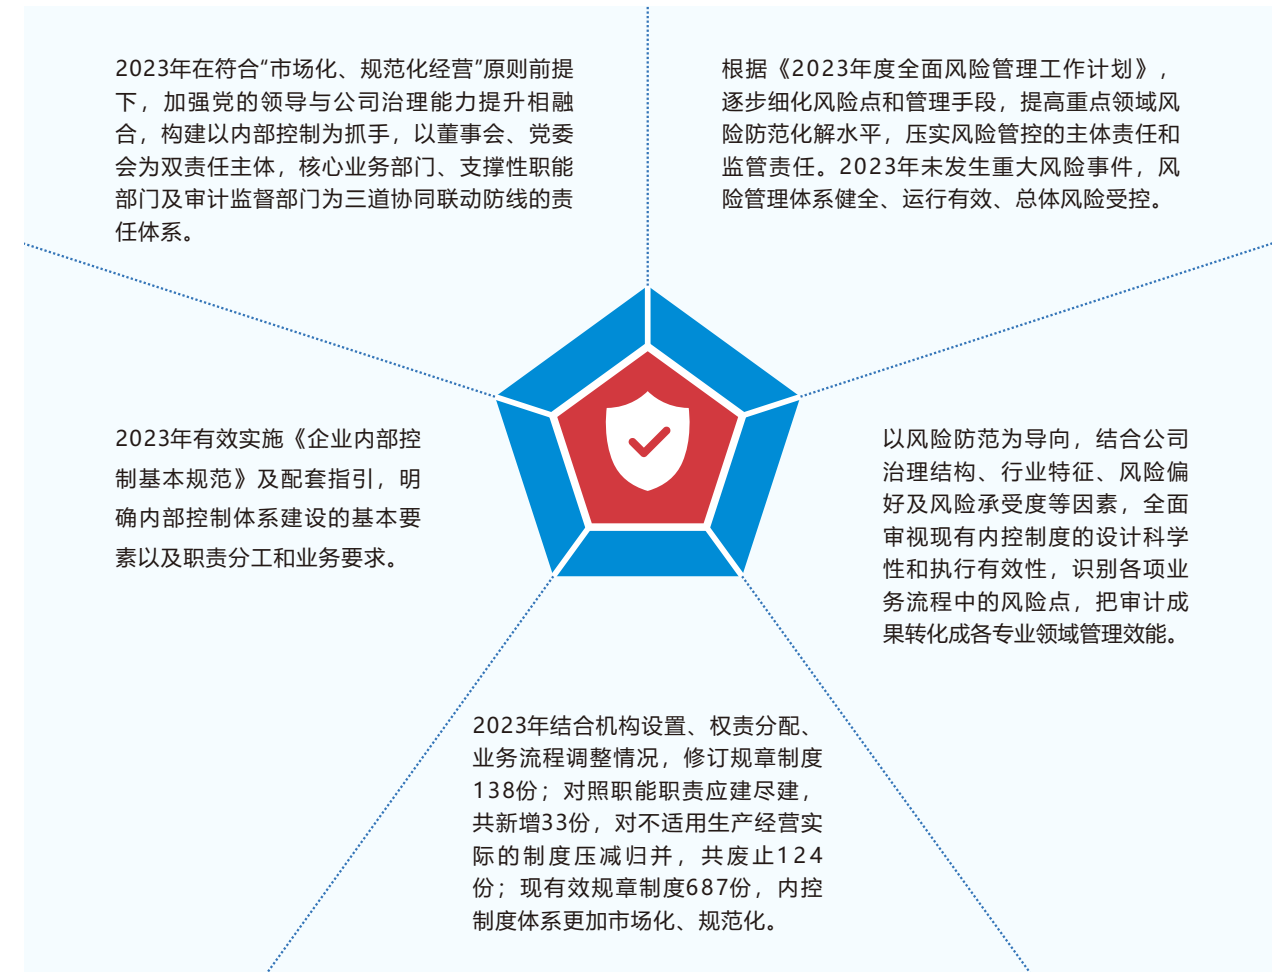 2023年在符合“市场化、规范化经营”原则前提
下，加强党的领导与公司治理能力提升相融
合，构建以内部控制为抓手，以董事会、党委
会为双责任主体，核心业务部门、支撑性职能
部门及审计监督部门为三道协同联动防线的责
任体系。
根据《2023年度全面风险管理工作计划》，
逐步细化风险点和管理手段，提高重点领域风
险防范化解水平，压实风险管控的主体责任和
监管责任。2023年未发生重大风险事件，风
险管理体系健全、运行有效、总体风险受控。
2023年有效实施《企业内部控
制基本规范》及配套指引，明
确内部控制体系建设的基本要
素以及职责分工和业务要求。
以风险防范为导向，结合公司
治理结构、行业特征、风险偏
好及风险承受度等因素，全面
审视现有内控制度的设计科学
性和执行有效性，识别各项业
务流程中的风险点，把审计成
果转化成各专业领域管理效能。
2023年结合机构设置、权责分配、
业务流程调整情况，修订规章制度
138份；对照职能职责应建尽建，
共新增33份，对不适用生产经营实
际的制度压减归并，共废止124
份；现有效规章制度687份，内控
制度体系更加市场化、规范化。